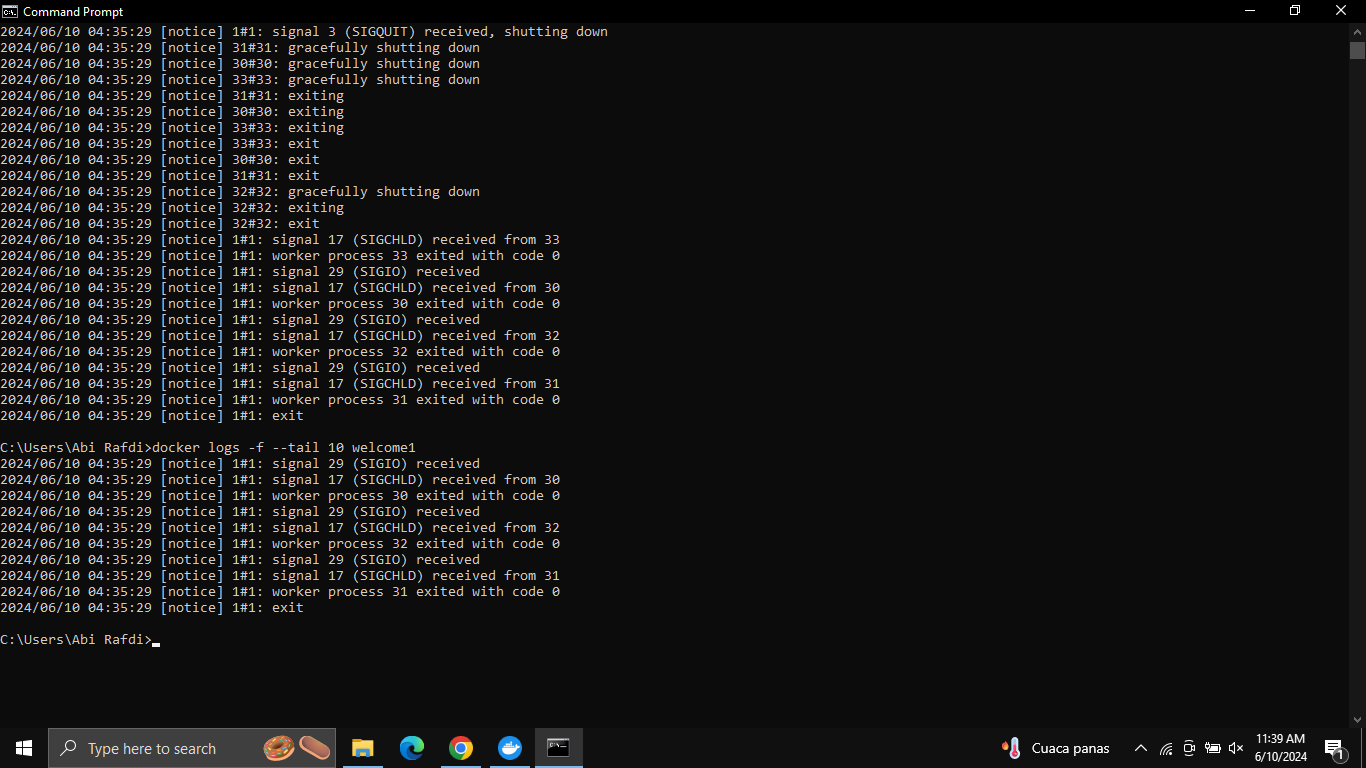 Command Prompt
2024/06/10 04:35:29 [notice] 1#1: signal 3 (SIGQUIT) received, shutting down
2024/06/10 04:35:29 [notice] 31#31: gracefully shutting down
2024/06/10 04:35:29 [notice] 30#30: gracefully shutting down
2024/06/10 04:35:29 [notice] 33#33: gracefully shutting down
2024/06/10 04:35:29 [notice] 31#31: exiting
2024/06/10 04:35:29 [notice] 30#30: exiting
2024/06/10 04:35:29 [notice] 33#33: exiting
2024/06/10 04:35:29 [notice] 33#33: exit
2024/06/10 04:35:29 [notice] 30#30: exit
2024/06/10 04:35:29 [notice] 31#31: exit
2024/06/10 04:35:29 [notice] 32#32: gracefully shutting down
2024/06/10 04:35:29 [notice] 32#32: exiting
2024/06/10 04:35:29 [notice] 32#32: exit
2024/06/10 04:35:29 [notice] 1#1: signal 17 (SIGCHLD) received from 33
2024/06/10 04:35:29 [notice] 1#1: worker process 33 exited with code 0
2024/06/10 04:35:29 [notice] 1#1: signal 29 (SIGIO) received
2024/06/10 04:35:29 [notice] 1#1: signal 17 (SIGCHLD) received from 30
2024/06/10 04:35:29 [notice] 1#1: worker process 30 exited with code 0
2024/06/10 04:35:29 [notice] 1#1: signal 29 (SIGIO) received
2024/06/10 04:35:29 [notice] 1#1: signal 17 (SIGCHLD) received from 32
2024/06/10 04:35:29 [notice] 1#1: worker process 32 exited with code 0
2024/06/10 04:35:29 [notice] 1#1: signal 29 (SIGIO) received
2024/06/10 04:35:29 [notice] 1#1: signal 17 (SIGCHLD) received from 31
2024/06/10 04:35:29 [notice] 1#1: worker process 31 exited with code 0
2024/06/10 04:35:29 [notice] 1#1: exit
C:\Users\Abi Rafdi>docker logs -f --tail 10 welcome1
2024/06/10 04:35:29 [notice] 1#1: signal 29 (SIGIO) received
2024/06/10 04:35:29 [notice] 1#1: signal 17 (SIGCHLD) received from 30
2024/06/10 04:35:29 [notice] 1#1: worker process 30 exited with code 0
2024/06/10 04:35:29 [notice] 1#1: signal 29 (SIGIO) received
2024/06/10 04:35:29 [notice] 1#1: signal 17 (SIGCHLD) received from 32
2024/06/10 04:35:29 [notice] 1#1: worker process 32 exited with code 0
2024/06/10 04:35:29 [notice] 1#1: signal 29 (SIGIO) received
2024/06/10 04:35:29 [notice] 1#1: signal 17 (SIGCHLD) received from 31
2024/06/10 04:35:29 [notice] 1#1: worker process 31 exited with code 0
2024/06/10 04:35:29 [notice] 1#1: exit
C:\Users\Abi Rafdi>
Type here to search
Cuaca panas
11:39 AM
6/10/2024
1